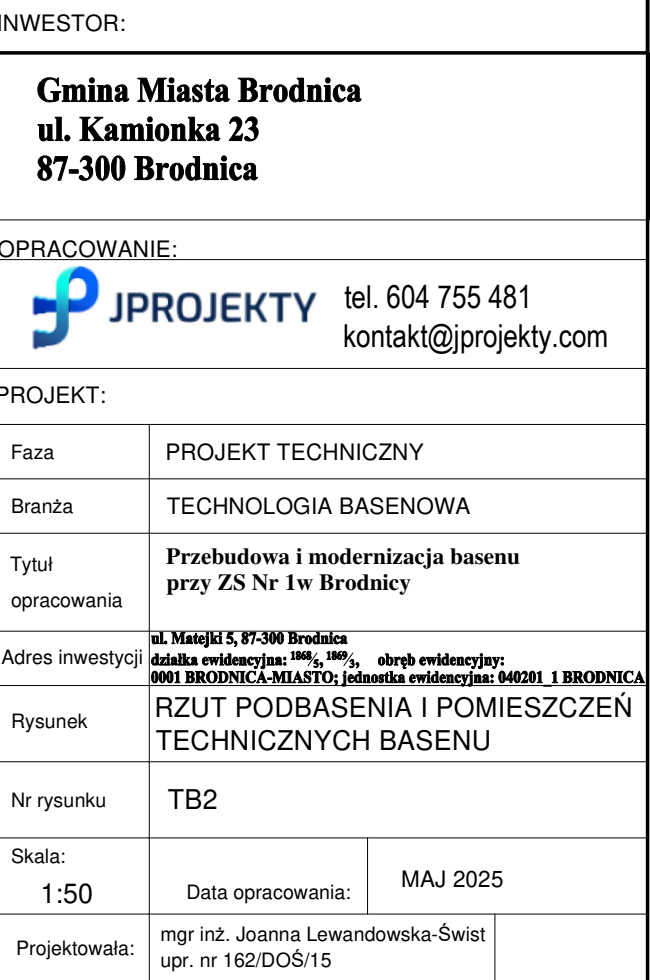 INWESTOR:
Gmina Miasta Brodnica
ul. Kamionka 23
87-300 Brodnica
OPRACOWANIE:
JPROJEKTY
tel. 604 755 481
kontakt@jprojekty.com
PROJEKT:
Faza
PROJEKT TECHNICZNY
Branża
TECHNOLOGIA BASENOWA
Tytuł
opracowania
Przebudowa i modernizacja basenu
przy ZS Nr 1w Brodnicy
Adres inwestycji
ul. Matejki 5, 87-300 Brodnica
działka ewidencyjna: 1868/5, 1869/3, obręb ewidencyjny:
0001 BRODNICA-MIASTO; jednostka ewidencyjna: 040201_1 BRODNICA
Rysunek
RZUT PODBASENIA I POMIESZCZEŃ
TECHNICZNYCH BASENU
Nr rysunku
TB2
Skala:
1:50
Data opracowania:
MAJ 2025
Projektowała:
mgr inż. Joanna Lewandowska-Świst
upr. nr 162/DOŚ/15